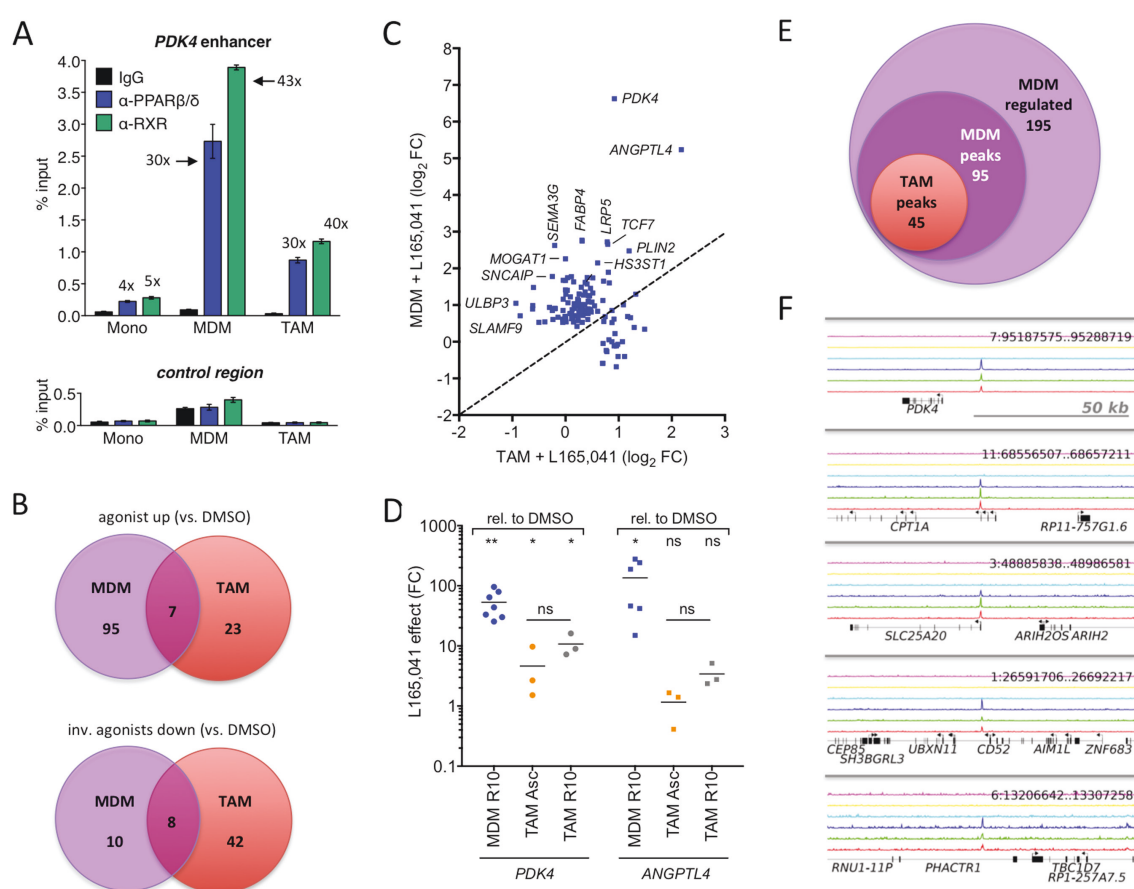 A
PDK4 enhancer
4.0
3.5
3.0
2.5
2.0
1.5
1.0
0.5
0.0
% input
IgG
α-PPARβ/δ
α-RXR
43x
30x
4x
5x
30x
40x
Mono
MDM
TAM
control region
0.5
0.0
% input
Mono
MDM
TAM
B
agonist up (vs. DMSO)
MDM
95
7
TAM
23
inv. agonists down (vs. DMSO)
MDM
10
8
TAM
42
C
8
7
6
5
4
3
2
1
0
-1
-2
MDM + L165,041 (log2 FC)
PDK4
ANGPTL4
SEMA3G
FABP4
LRP5
TCF7
PLIN2
MOGAT1
HS3ST1
SNCAIP
ULBP3
SLAMF9
-2
-1
0
1
2
3
TAM + L165,041 (log2 FC)
D
rel. to DMSO
rel. to DMSO
** * * * ns ns
ns
ns
1000
100
10
1
0.1
L165,041 effect (FC)
MDM R10
TAM Asc
TAM R10
MDM R10
TAM Asc
TAM R10
PDK4
ANGPTL4
E
MDM
regulated
195
MDM
peaks
95
TAM
peaks
45
F
7:95187575..95288719
PDK4
50 kb
11:68556507..68657211
CPT1A
RP11-757G1.6
3:48885838..48986581
SLC25A20
ARIH2OS ARIH2
1:26591706..26692217
CEP85
SH3BGRL3
UBXN11
CD52
AIM1L
ZNF683
6:13206642..13307258
RNU1-11P
PHACTR1
TBC1D7
RP1-257A7.5